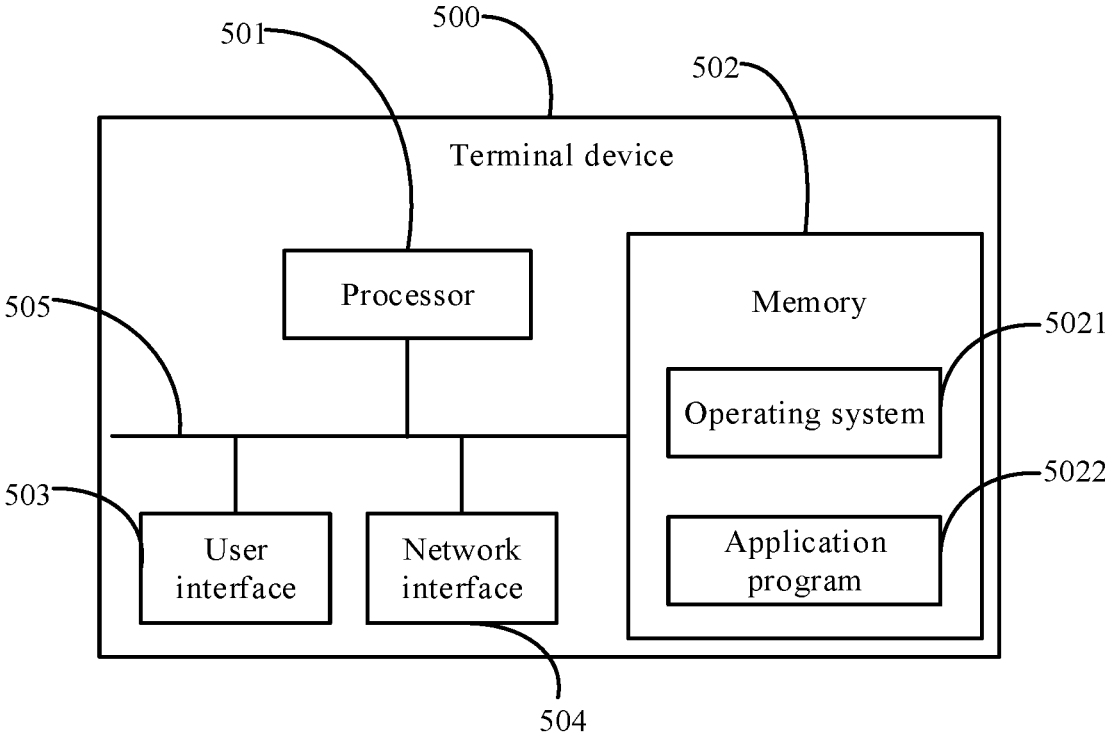 500
501
502
Terminal device
Processor
Memory
505
5021
Operating system
5022
503
User
interface
Network
interface
Application
program
504